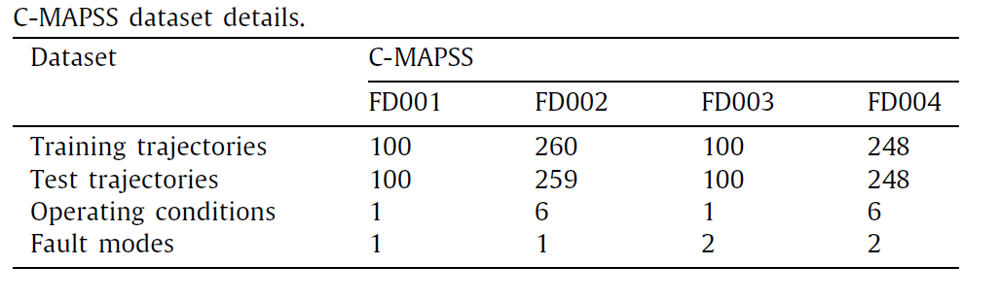 C-MAPSS dataset details.
Dataset C-MAPSS
FD001 FD002 FD003 FD004
Training trajectories 100 260 100 248
Test trajectories 100 259 100 248
Operating conditions 1 6 1 6
Fault modes 1 1 2 2